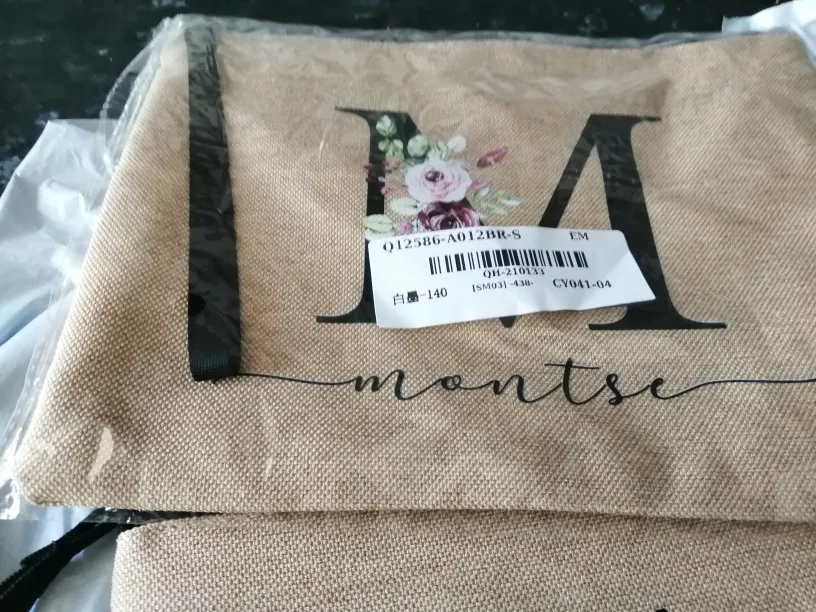 M
Q12586-A012BR-S EM
QH-210133
白墨-140 [SM03] -438- CY041-04
montse